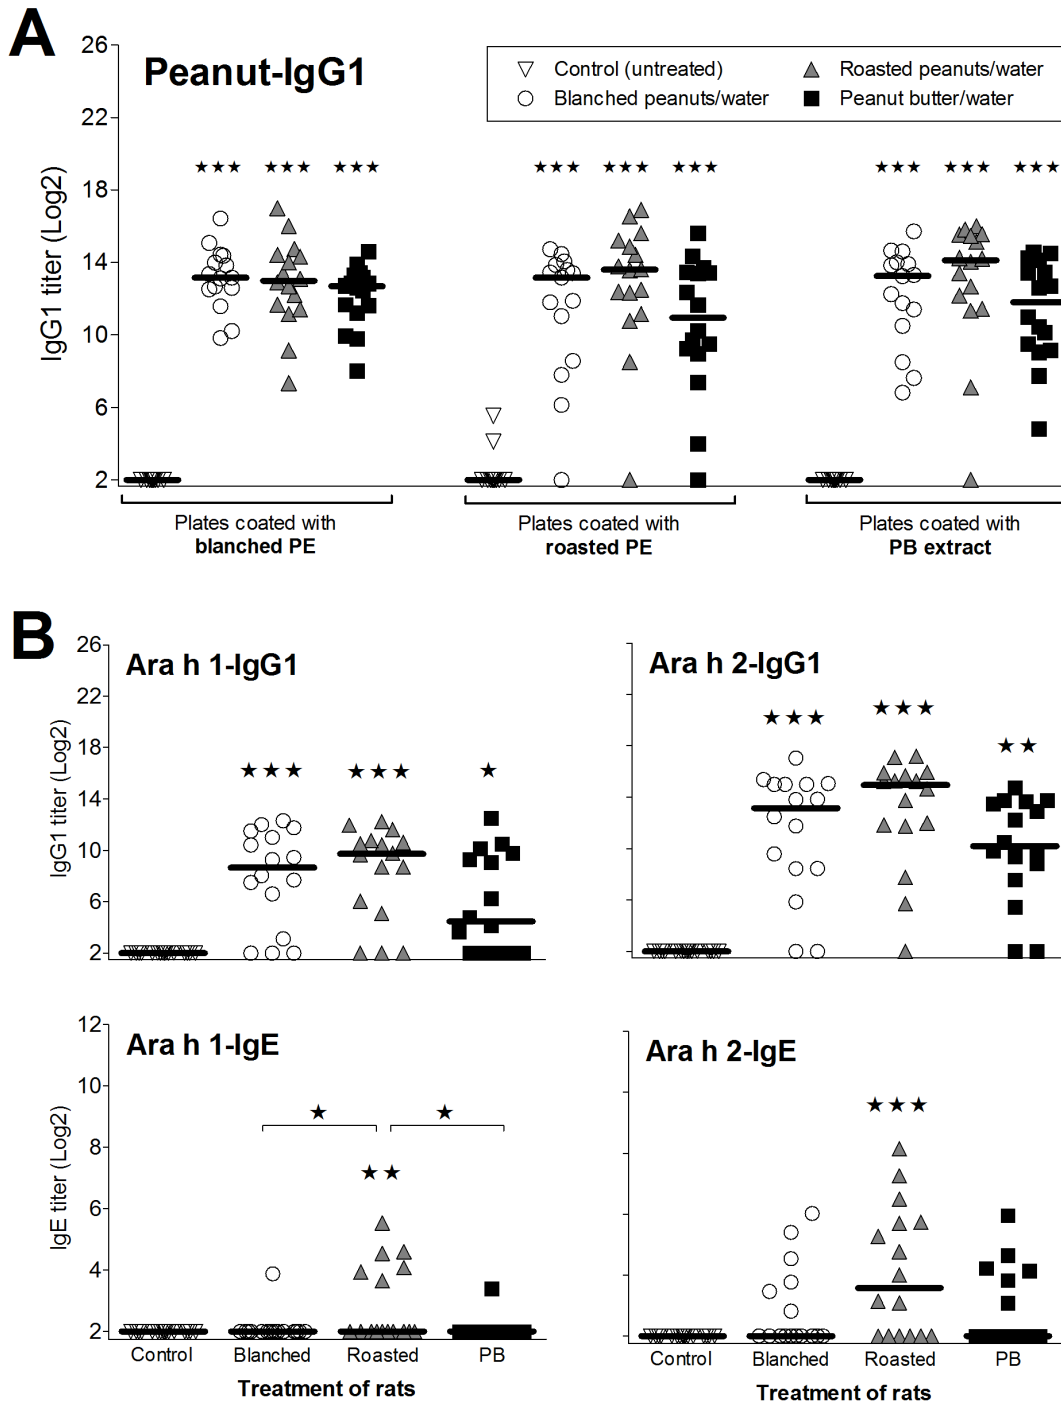 A
Peanut-IgG1
Control (untreated)
Roasted peanuts/water
Blanched peanuts/water
Peanut butter/water
IgG1 titer (Log2)
26
22
18
14
10
6
2
★★★ ★★★ ★★★ ★★★ ★★★ ★★★ ★★★ ★★★ ★★★
Plates coated with
blanched PE
Plates coated with
roasted PE
Plates coated with
PB extract
B
Ara h 1-IgG1
IgG1 titer (Log2)
26
22
18
14
10
6
2
★★★ ★★★ ★
Ara h 2-IgG1
★★★ ★★★ ★★
Ara h 1-IgE
IgE titer (Log2)
12
10
8
6
4
2
★ ★
★★
Control Blanched Roasted PB
Treatment of rats
Ara h 2-IgE
★★★
Control Blanched Roasted PB
Treatment of rats